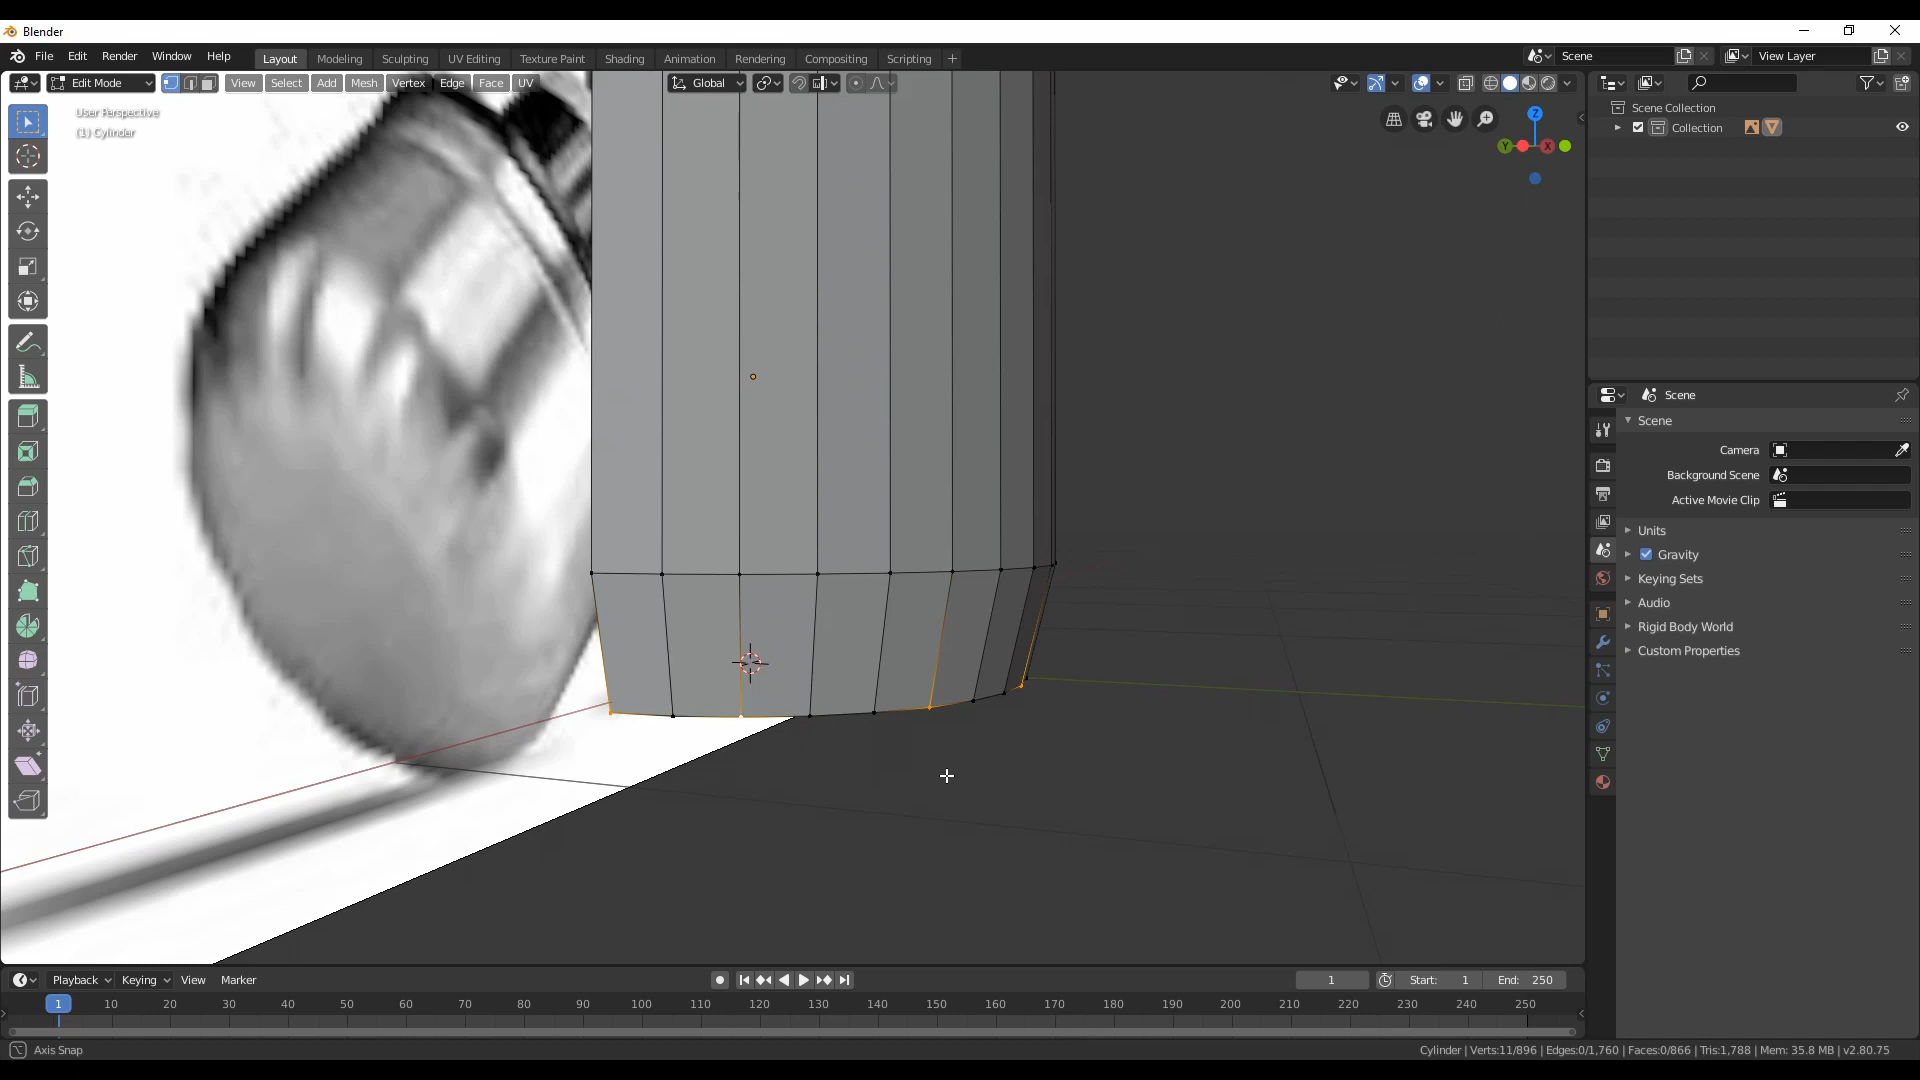 Blender
File Edit Render Window Help Layout Modeling Sculpting UV Editing Texture Paint Shading Animation Rendering Compositing Scripting + Scene View Layer
Edit Mode View Select Add Mesh Vertex Edge Face UV Global
User Perspective
(1) Cylinder
Z
Y X
Scene Collection
Collection
Scene
Scene
Camera
Background Scene
Active Movie Clip
Units
Gravity
Keying Sets
Audio
Rigid Body World
Custom Properties
Playback Keying View Marker 1 Start: 1 End: 250
1 10 20 30 40 50 60 70 80 90 100 110 120 130 140 150 160 170 180 190 200 210 220 230 240 250
Axis Snap Cylinder | Verts:11/896 | Edges:0/1,760 | Faces:0/866 | Tris:1,788 | Mem: 35.8 MB | v2.80.75